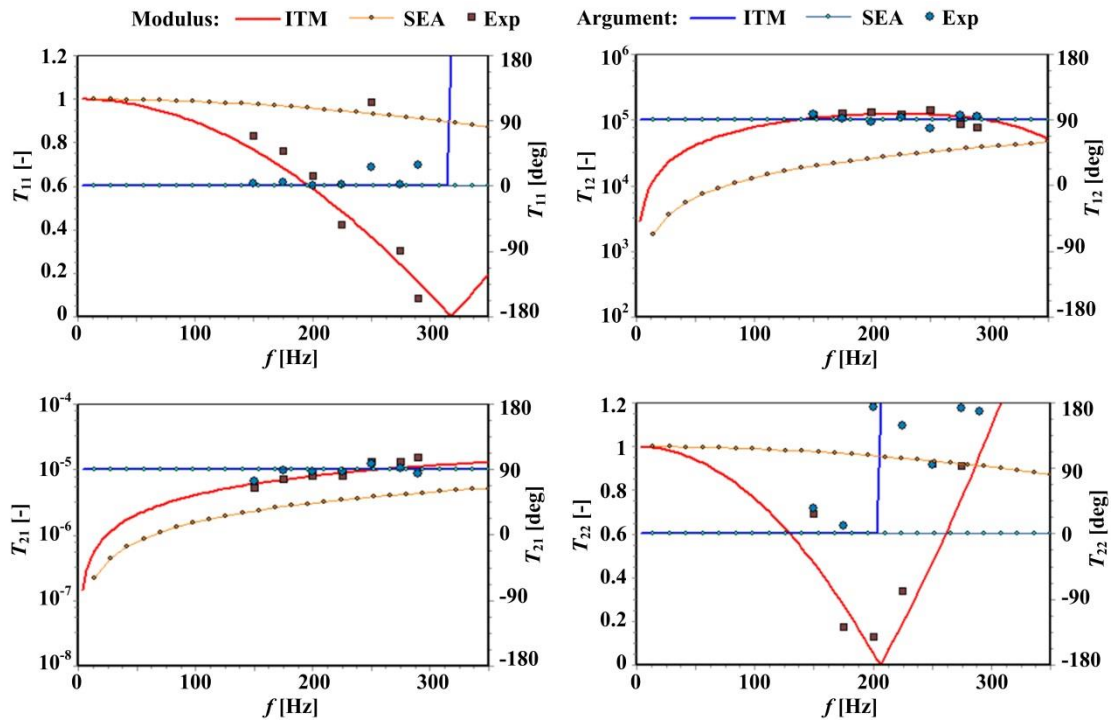 Modulus: ITM SEA Exp Argument: ITM SEA Exp
1.2 1 0.8 0.6 0.4 0.2 0
T11 [-]
180 90 0 -90 -180
T11 [deg]
100 200 300
f [Hz]
10^6 10^5 10^4 10^3 10^2
T12 [-]
180 90 0 -90 -180
T12 [deg]
100 200 300
f [Hz]
10^-4 10^-5 10^-6 10^-7 10^-8
T21 [-]
180 90 0 -90 -180
T21 [deg]
100 200 300
f [Hz]
1.2 1 0.8 0.6 0.4 0.2 0
T22 [-]
180 90 0 -90 -180
T22 [deg]
100 200 300
f [Hz]